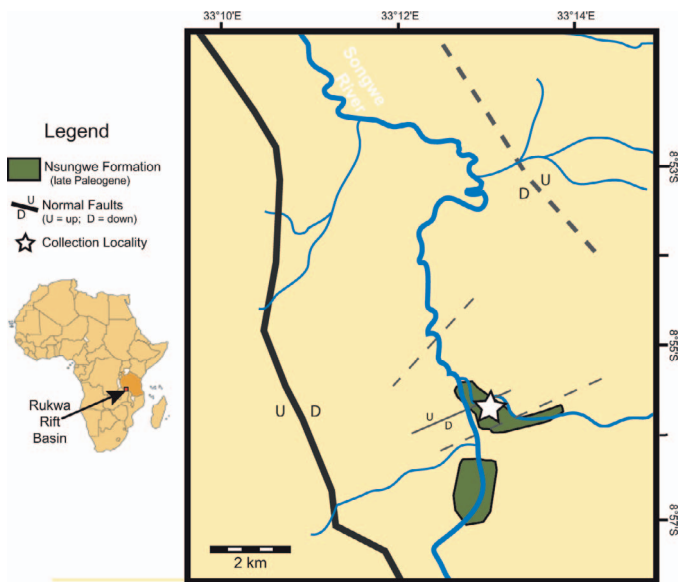 33°10'E
33°12'E
33°14'E
Songwe
River
Legend
Nsungwe Formation
(late Paleogene)
U
D
Normal Faults
(U = up; D = down)
Collection Locality
Rukwa
Rift
Basin
D
U
8°53'S
8°55'S
U
D
U
D
8°57'S
2 km